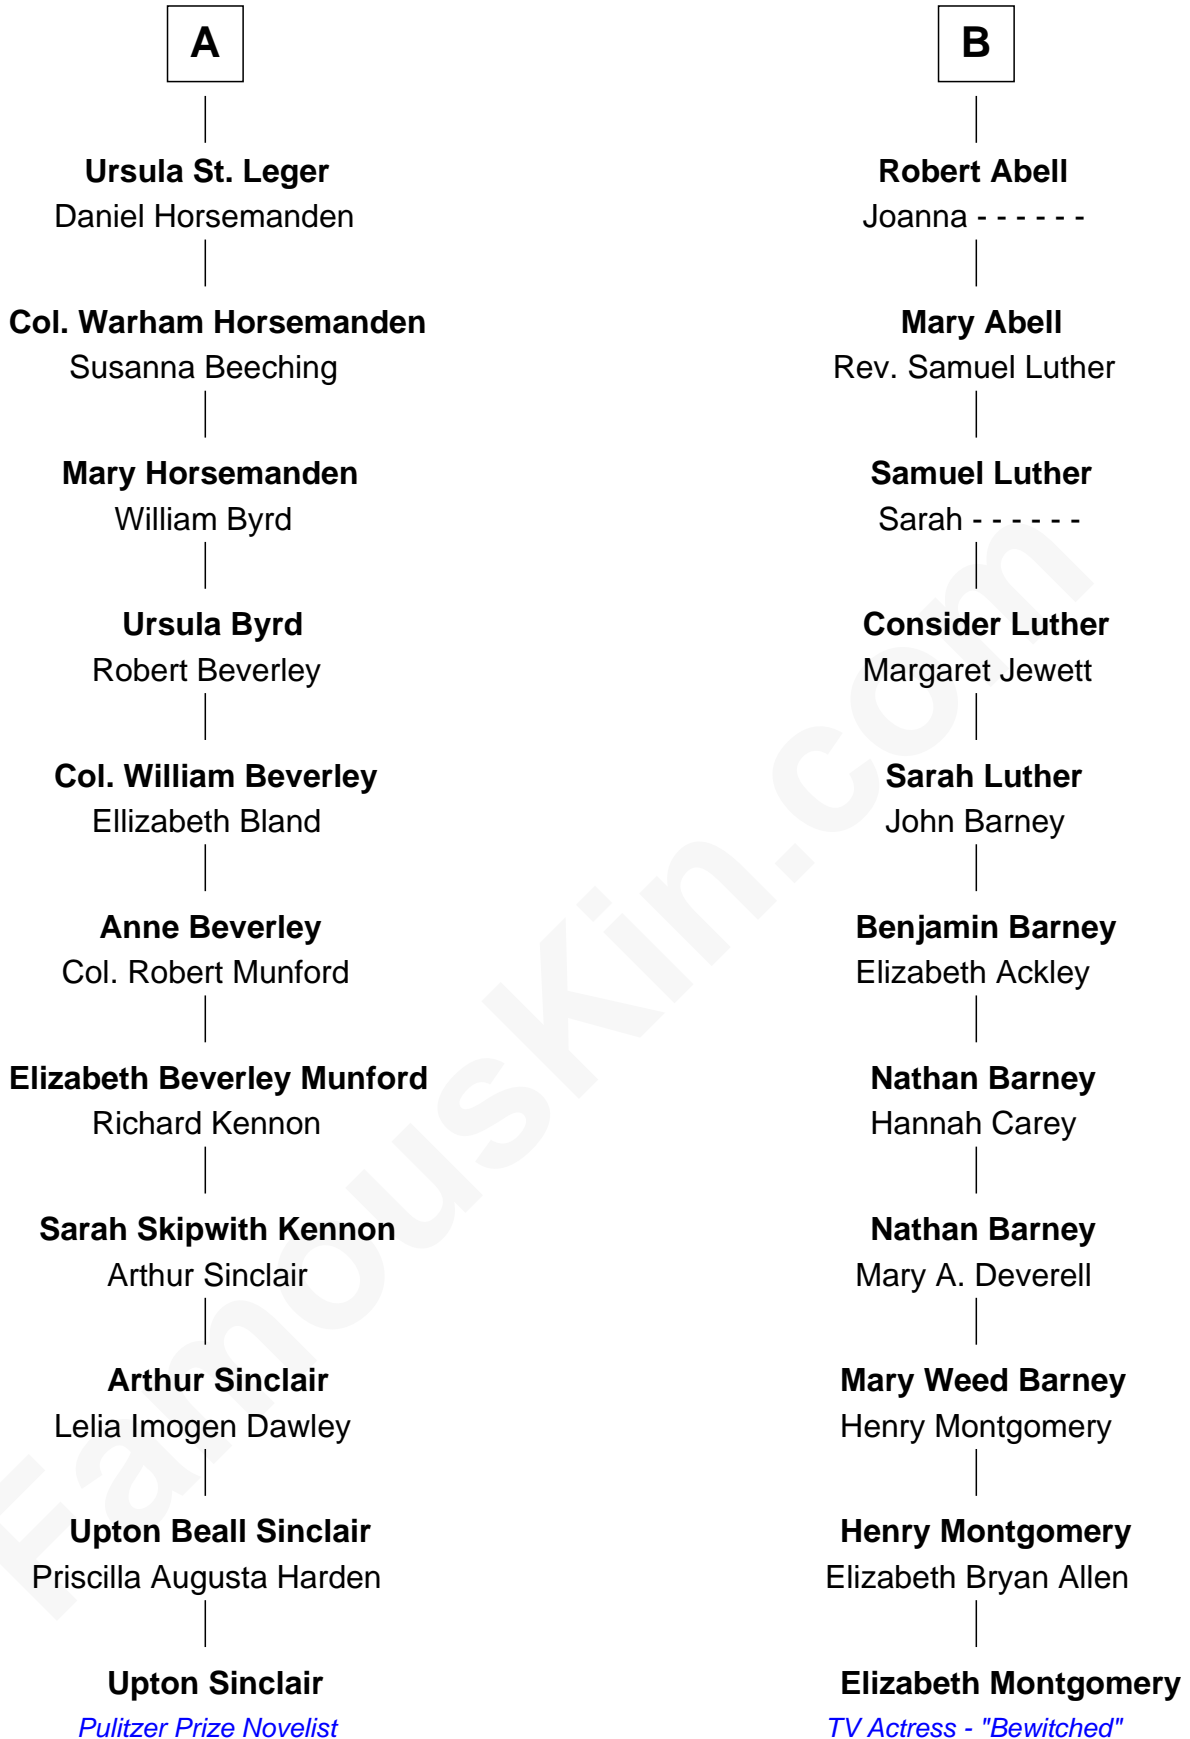 A
Ursula St. Leger
Daniel Horsemanden
Col. Warham Horsemanden
Susanna Beeching
Mary Horsemanden
William Byrd
Ursula Byrd
Robert Beverley
Col. William Beverley
Ellizabeth Bland
Anne Beverley
Col. Robert Munford
Elizabeth Beverley Munford
Richard Kennon
Sarah Skipwith Kennon
Arthur Sinclair
Arthur Sinclair
Lelia Imogen Dawley
Upton Beall Sinclair
Priscilla Augusta Harden
Upton Sinclair
Pulitzer Prize Novelist
B
Robert Abell
Joanna - - - - - -
Mary Abell
Rev. Samuel Luther
Samuel Luther
Sarah - - - - - -
Consider Luther
Margaret Jewett
Sarah Luther
John Barney
Benjamin Barney
Elizabeth Ackley
Nathan Barney
Hannah Carey
Nathan Barney
Mary A. Deverell
Mary Weed Barney
Henry Montgomery
Henry Montgomery
Elizabeth Bryan Allen
Elizabeth Montgomery
TV Actress - "Bewitched"
FamousKin.com